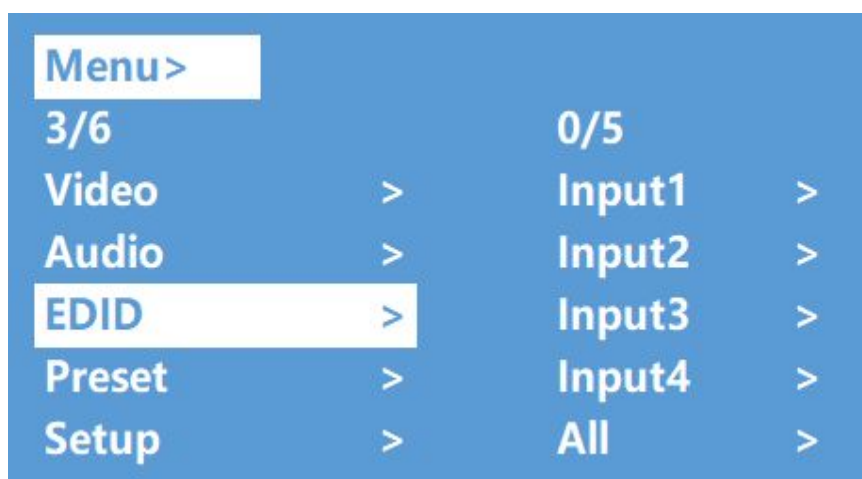 Menu>
3/6 0/5
Video > Input1 >
Audio > Input2 >
EDID > Input3 >
Preset > Input4 >
Setup > All >